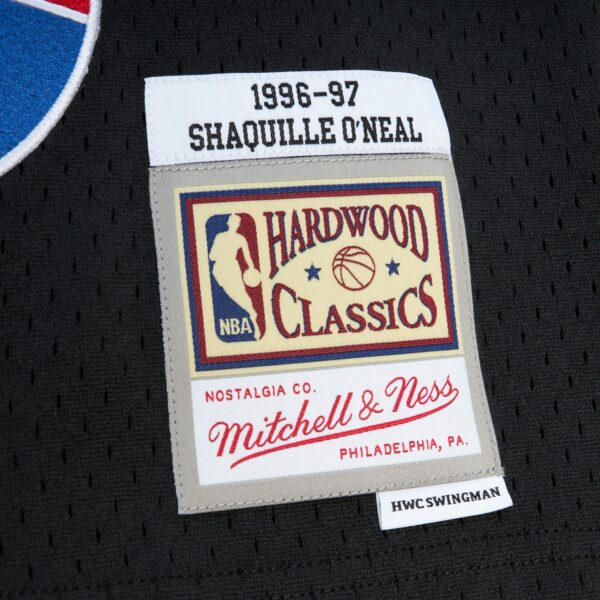 1996-97
SHAQUILLE O'NEAL
HARDWOOD
CLASSICS
NBA
NOSTALGIA CO.
Mitchell & Ness
PHILADELPHIA, PA.
HWC SWINGMAN